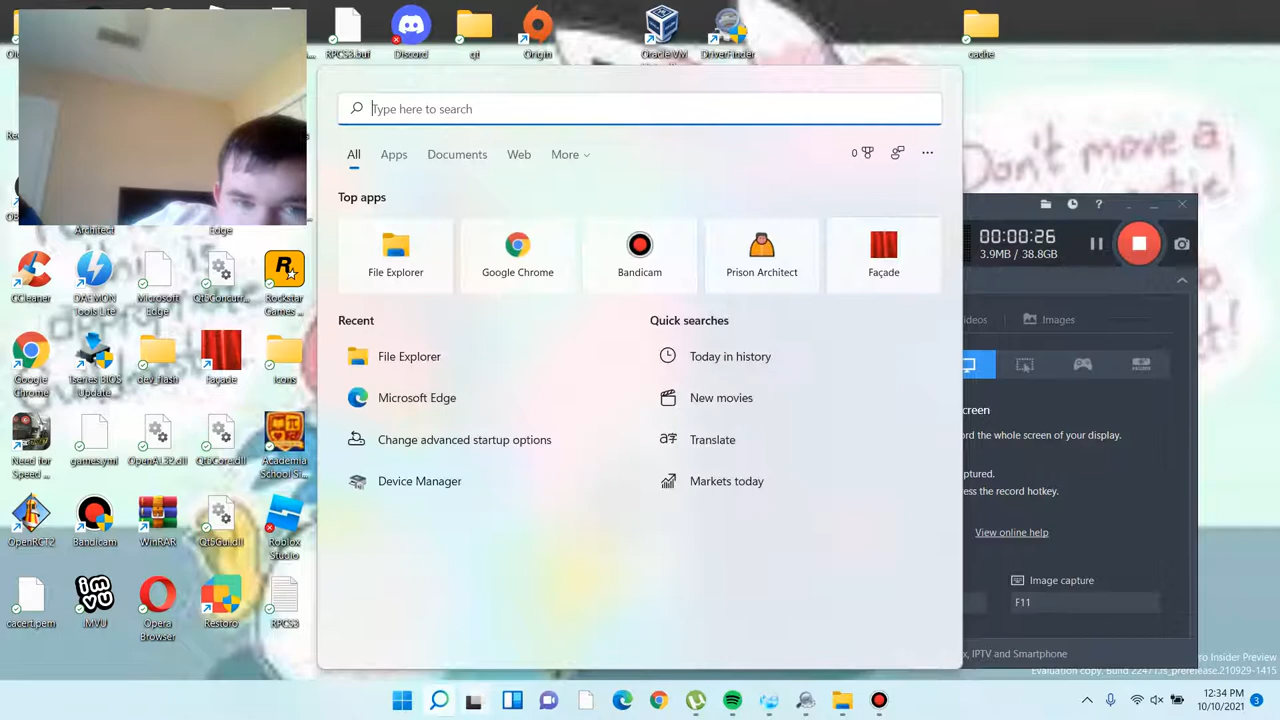 RPCS3.buf
Discord
qt
Origin
Oracle VM
DriverFinder
cache
Type here to search
All
Apps
Documents
Web
More
0
Top apps
File Explorer
Google Chrome
Bandicam
Prison Architect
Façade
Recent
Quick searches
File Explorer
Today in history
Microsoft Edge
New movies
Change advanced startup options
Translate
Device Manager
Markets today
Don't move a
00:00:26
3.9MB / 38.8GB
Images
screen
the whole screen of your display.
the record hotkey.
View online help
Image capture
F11
IPTV and Smartphone
Architect
Edge
CCleaner
DAEMON
Tools Lite
Microsoft
Edge
Qt5Concurr...
Rockstar
Games ...
Google
Chrome
1series BIOS
Update...
dev_flash
Façade
Icons
Need for
Speed ...
games.yml
OpenAL32.dll
Qt5Core.dll
Academia
School Si...
OpenRCT2
Bandicam
WinRAR
Qt5Gui.dll
Roblox
Studio
cacert.pem
IMVU
Opera
Browser
Restoro
RPCS3
Pro Insider Preview
Evaluation copy. Build 22471.rs_prerelease.210929-1415
12:34 PM
10/10/2021
3